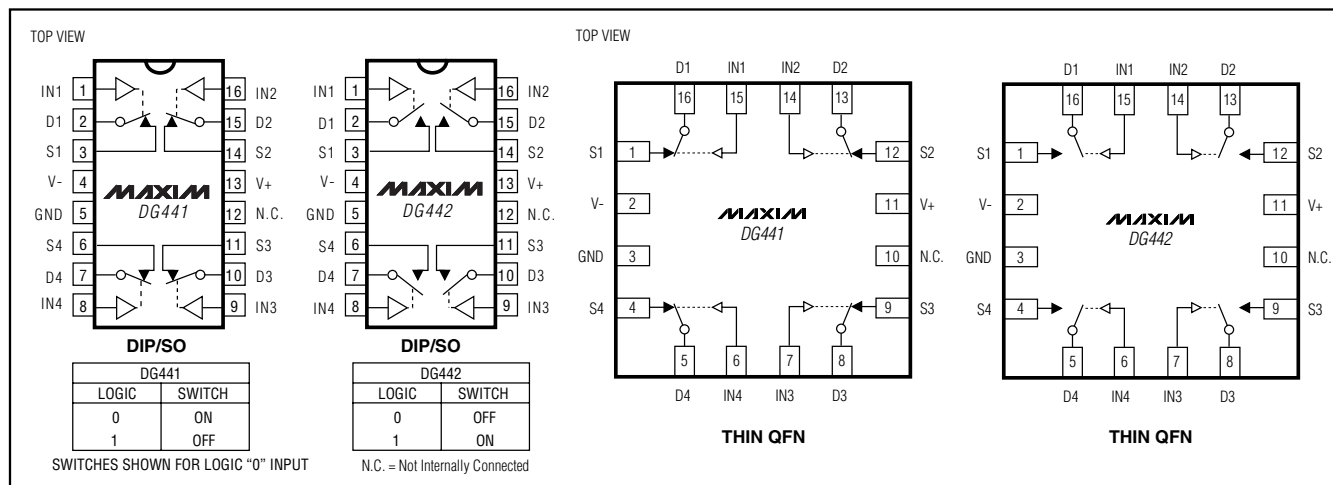 TOP VIEW
IN1 1 16 IN2
D1 2 15 D2
S1 3 14 S2
V- 4 13 V+
MAXIM
DG441
GND 5 12 N.C.
S4 6 11 S3
D4 7 10 D3
IN4 8 9 IN3
DIP/SO
DG441
LOGIC SWITCH
0 ON
1 OFF
SWITCHES SHOWN FOR LOGIC “0” INPUT
IN1 1 16 IN2
D1 2 15 D2
S1 3 14 S2
V- 4 13 V+
MAXIM
DG442
GND 5 12 N.C.
S4 6 11 S3
D4 7 10 D3
IN4 8 9 IN3
DIP/SO
DG442
LOGIC SWITCH
0 OFF
1 ON
N.C. = Not Internally Connected
TOP VIEW
D1 IN1 IN2 D2
16 15 14 13
S1 1 12 S2
V- 2 11 V+
MAXIM
DG441
GND 3 10 N.C.
S4 4 9 S3
5 6 7 8
D4 IN4 IN3 D3
THIN QFN
D1 IN1 IN2 D2
16 15 14 13
S1 1 12 S2
V- 2 11 V+
MAXIM
DG442
GND 3 10 N.C.
S4 4 9 S3
5 6 7 8
D4 IN4 IN3 D3
THIN QFN